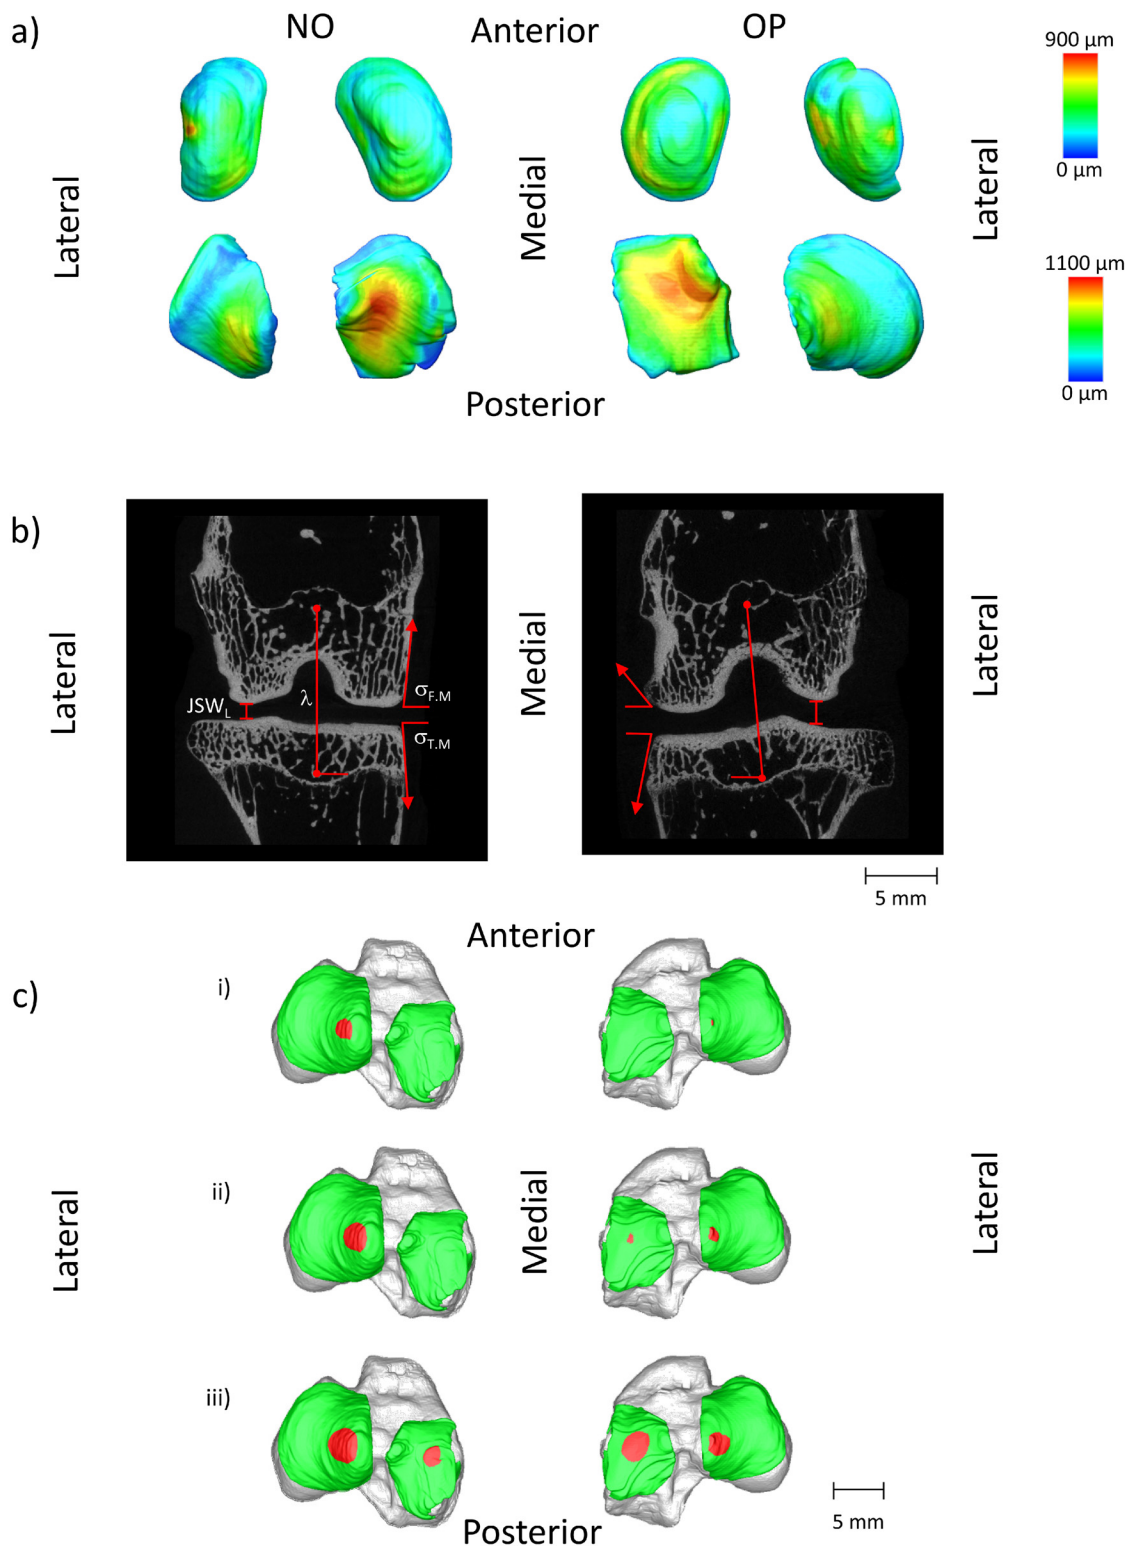 a)
NO
Anterior
OP
900 µm
0 µm
Lateral
Medial
Lateral
1100 µm
0 µm
Posterior
b)
Lateral
JSWL
λ
σF.M
σT.M
Medial
Lateral
5 mm
Anterior
c)
i)
ii)
Lateral
Medial
Lateral
iii)
5 mm
Posterior